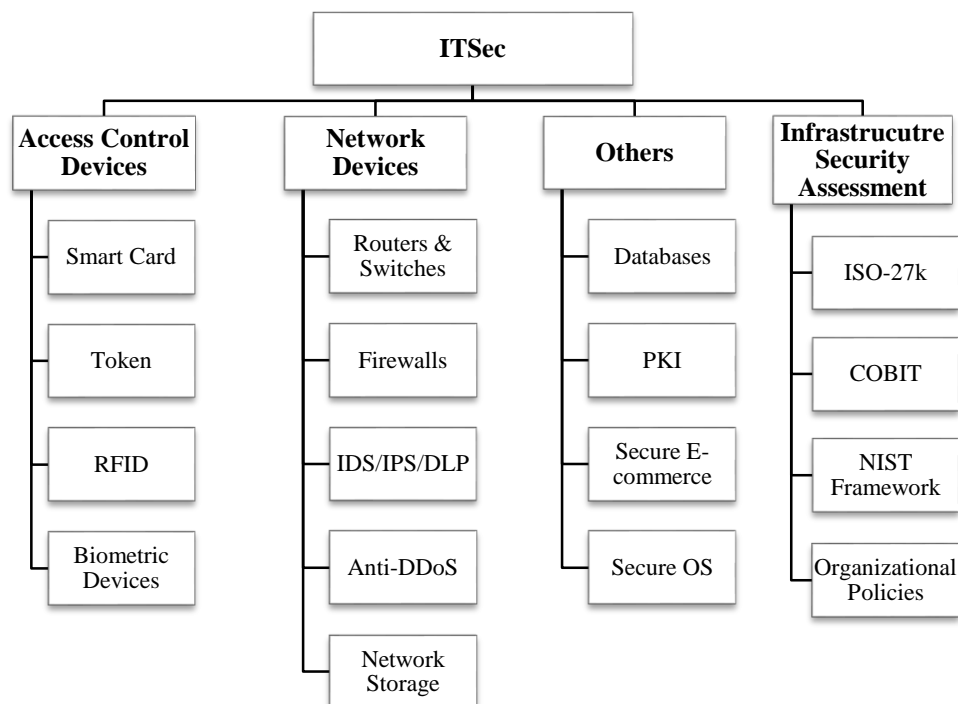 ITSec
Access Control
Devices
Smart Card
Token
RFID
Biometric
Devices
Network
Devices
Routers &
Switches
Firewalls
IDS/IPS/DLP
Anti-DDoS
Network
Storage
Others
Databases
PKI
Secure E-
commerce
Secure OS
Infrastrucutre
Security
Assessment
ISO-27k
COBIT
NIST
Framework
Organizational
Policies